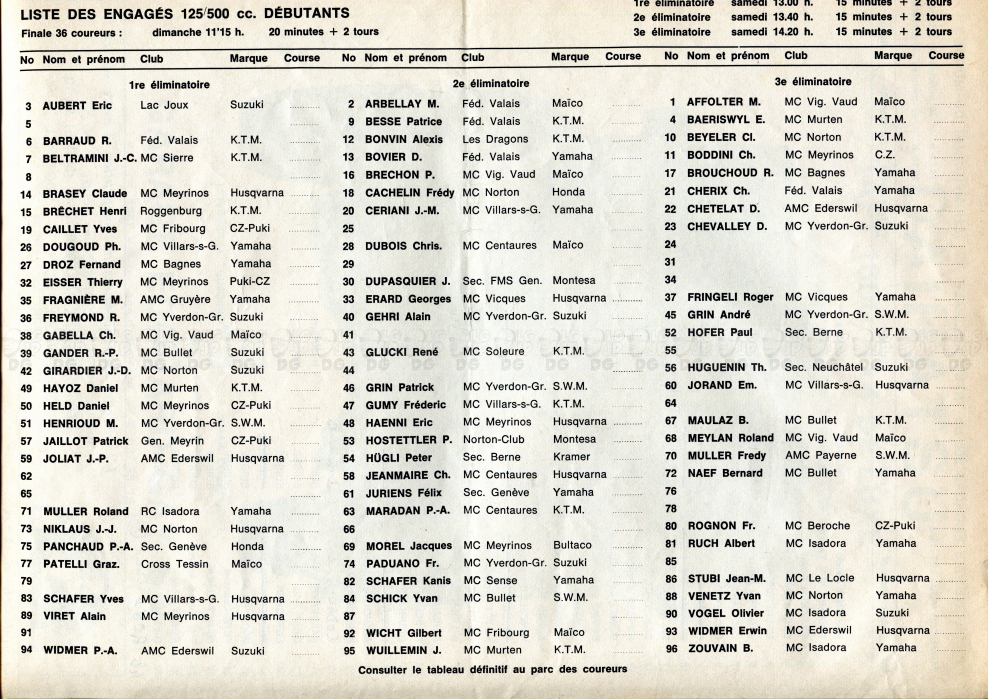 LISTE DES ENGAGÉS 125/500 cc. DÉBUTANTS
Finale 36 coureurs : dimanche 11'15 h. 20 minutes + 2 tours
1re éliminatoire samedi 13.00 h. 15 minutes + 2 tours
2e éliminatoire samedi 13.40 h. 15 minutes + 2 tours
3e éliminatoire samedi 14.20 h. 15 minutes + 2 tours
No Nom et prénom Club Marque Course
1re éliminatoire
3 AUBERT Eric Lac Joux Suzuki
5
6 BARRAUD R. Féd. Valais K.T.M.
7 BELTRAMINI J.-C. MC Sierre K.T.M.
8
14 BRASEY Claude MC Meyrinos Husqvarna
15 BRÉCHET Henri Roggenburg K.T.M.
19 CAILLET Yves MC Fribourg CZ-Puki
26 DOUGOUD Ph. MC Villars-s-G. Yamaha
27 DROZ Fernand MC Bagnes Yamaha
32 EISSER Thierry MC Meyrinos Puki-CZ
35 FRAGNIÈRE M. AMC Gruyère Yamaha
36 FREYMOND R. MC Yverdon-Gr. Suzuki
38 GABELLA Ch. MC Vig. Vaud Maïco
39 GANDER R.-P. MC Bullet Suzuki
42 GIRARDIER J.-D. MC Norton Suzuki
49 HAYOZ Daniel MC Murten K.T.M.
50 HELD Daniel MC Meyrinos CZ-Puki
51 HENRIOUD M. MC Yverdon-Gr. S.W.M.
57 JAILLOT Patrick Gen. Meyrin CZ-Puki
59 JOLIAT J.-P. AMC Ederswil Husqvarna
62
65
71 MULLER Roland RC Isadora Yamaha
73 NIKLAUS J.-J. MC Norton Husqvarna
75 PANCHAUD P.-A. Sec. Genève Honda
77 PATELLI Graz. Cross Tessin Maïco
79
83 SCHAFER Yves MC Villars-s-G. Husqvarna
89 VIRET Alain MC Meyrinos Husqvarna
91
94 WIDMER P.-A. AMC Ederswil Suzuki
No Nom et prénom Club Marque Course
2e éliminatoire
2 ARBELLAY M. Féd. Valais Maïco
9 BESSE Patrice Féd. Valais K.T.M.
12 BONVIN Alexis Les Dragons K.T.M.
13 BOVIER D. Féd. Valais Yamaha
16 BRECHON P. MC Vig. Vaud Maïco
18 CACHELIN Frédy MC Norton Honda
20 CERIANI J.-M. MC Villars-s-G. Yamaha
25
28 DUBOIS Chris. MC Centaures Maïco
29
30 DUPASQUIER J. Sec. FMS Gen. Montesa
33 ERARD Georges MC Vicques Husqvarna
40 GEHRI Alain MC Yverdon-Gr. Suzuki
41
43 GLUCKI René MC Soleure K.T.M.
44
46 GRIN Patrick MC Yverdon-Gr. S.W.M.
47 GUMY Fréderic MC Villars-s-G. K.T.M.
48 HAENNI Eric MC Meyrinos Husqvarna
53 HOSTETTLER P. Norton-Club Montesa
54 HÜGLI Peter Sec. Berne Kramer
58 JEANMAIRE Ch. MC Centaures Husqvarna
61 JURIENS Félix Sec. Genève Yamaha
63 MARADAN P.-A. MC Centaures K.T.M.
66
69 MOREL Jacques MC Meyrinos Bultaco
74 PADUANO Fr. MC Yverdon-Gr. Suzuki
82 SCHAFER Kanis MC Sense Yamaha
84 SCHICK Yvan MC Bullet S.W.M.
87
92 WICHT Gilbert MC Fribourg Maïco
95 WUILLEMIN J. MC Murten K.T.M.
No Nom et prénom Club Marque Course
3e éliminatoire
1 AFFOLTER M. MC Vig. Vaud Maïco
4 BAERISWYL E. MC Murten K.T.M.
10 BEYELER Cl. MC Norton K.T.M.
11 BODDINI Ch. MC Meyrinos C.Z.
17 BROUCHOUD R. MC Bagnes Yamaha
21 CHERIX Ch. Féd. Valais Yamaha
22 CHETELAT D. AMC Ederswil Husqvarna
23 CHEVALLEY D. MC Yverdon-Gr. Suzuki
24
31
34
37 FRINGELI Roger MC Vicques Yamaha
45 GRIN André MC Yverdon-Gr. S.W.M.
52 HOFER Paul Sec. Berne K.T.M.
55
56 HUGUENIN Th. Sec. Neuchâtel Suzuki
60 JORAND Em. MC Villars-s-G. Husqvarna
64
67 MAULAZ B. MC Bullet K.T.M.
68 MEYLAN Roland MC Vig. Vaud Maïco
70 MULLER Fredy AMC Payerne S.W.M.
72 NAEF Bernard MC Bullet Yamaha
76
78
80 ROGNON Fr. MC Beroche CZ-Puki
81 RUCH Albert MC Isadora Yamaha
85
86 STUBI Jean-M. MC Le Locle Husqvarna
88 VENETZ Yvan MC Norton Yamaha
90 VOGEL Olivier MC Isadora Suzuki
93 WIDMER Erwin MC Ederswil Husqvarna
96 ZOUVAIN B. MC Isadora Yamaha
Consulter le tableau définitif au parc des coureurs